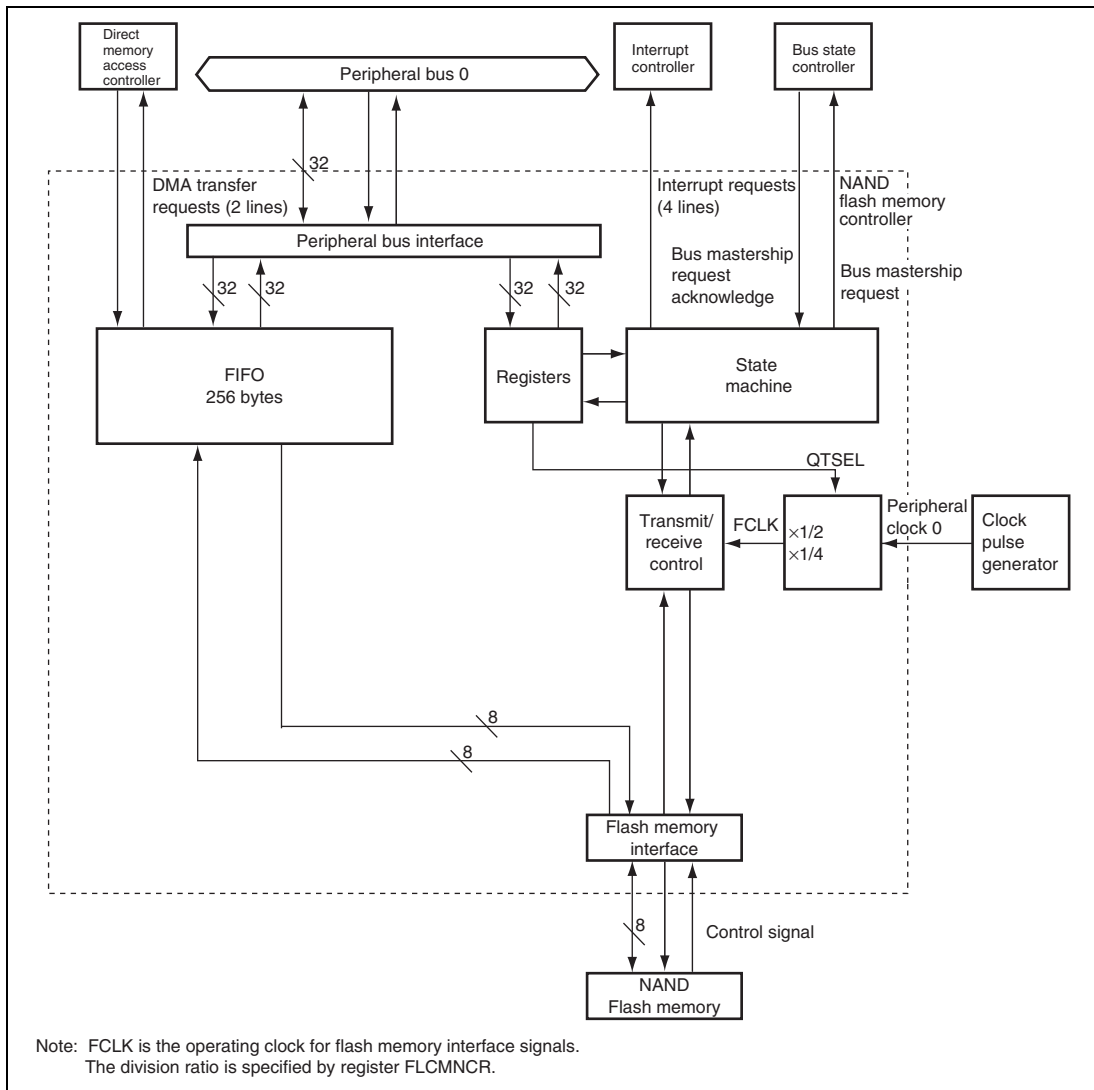 Direct
memory
access
controller
Peripheral bus 0
Interrupt
controller
Bus state
controller
32
DMA transfer
requests (2 lines)
Interrupt requests
(4 lines)
NAND
flash memory
controller
Peripheral bus interface
Bus mastership
request
acknowledge
Bus mastership
request
32
32
32
32
FIFO
256 bytes
Registers
State
machine
QTSEL
Transmit/
receive
control
FCLK
×1/2
×1/4
Peripheral
clock 0
Clock
pulse
generator
8
8
Flash memory
interface
8
Control signal
NAND
Flash memory
Note: FCLK is the operating clock for flash memory interface signals.
The division ratio is specified by register FLCMNCR.